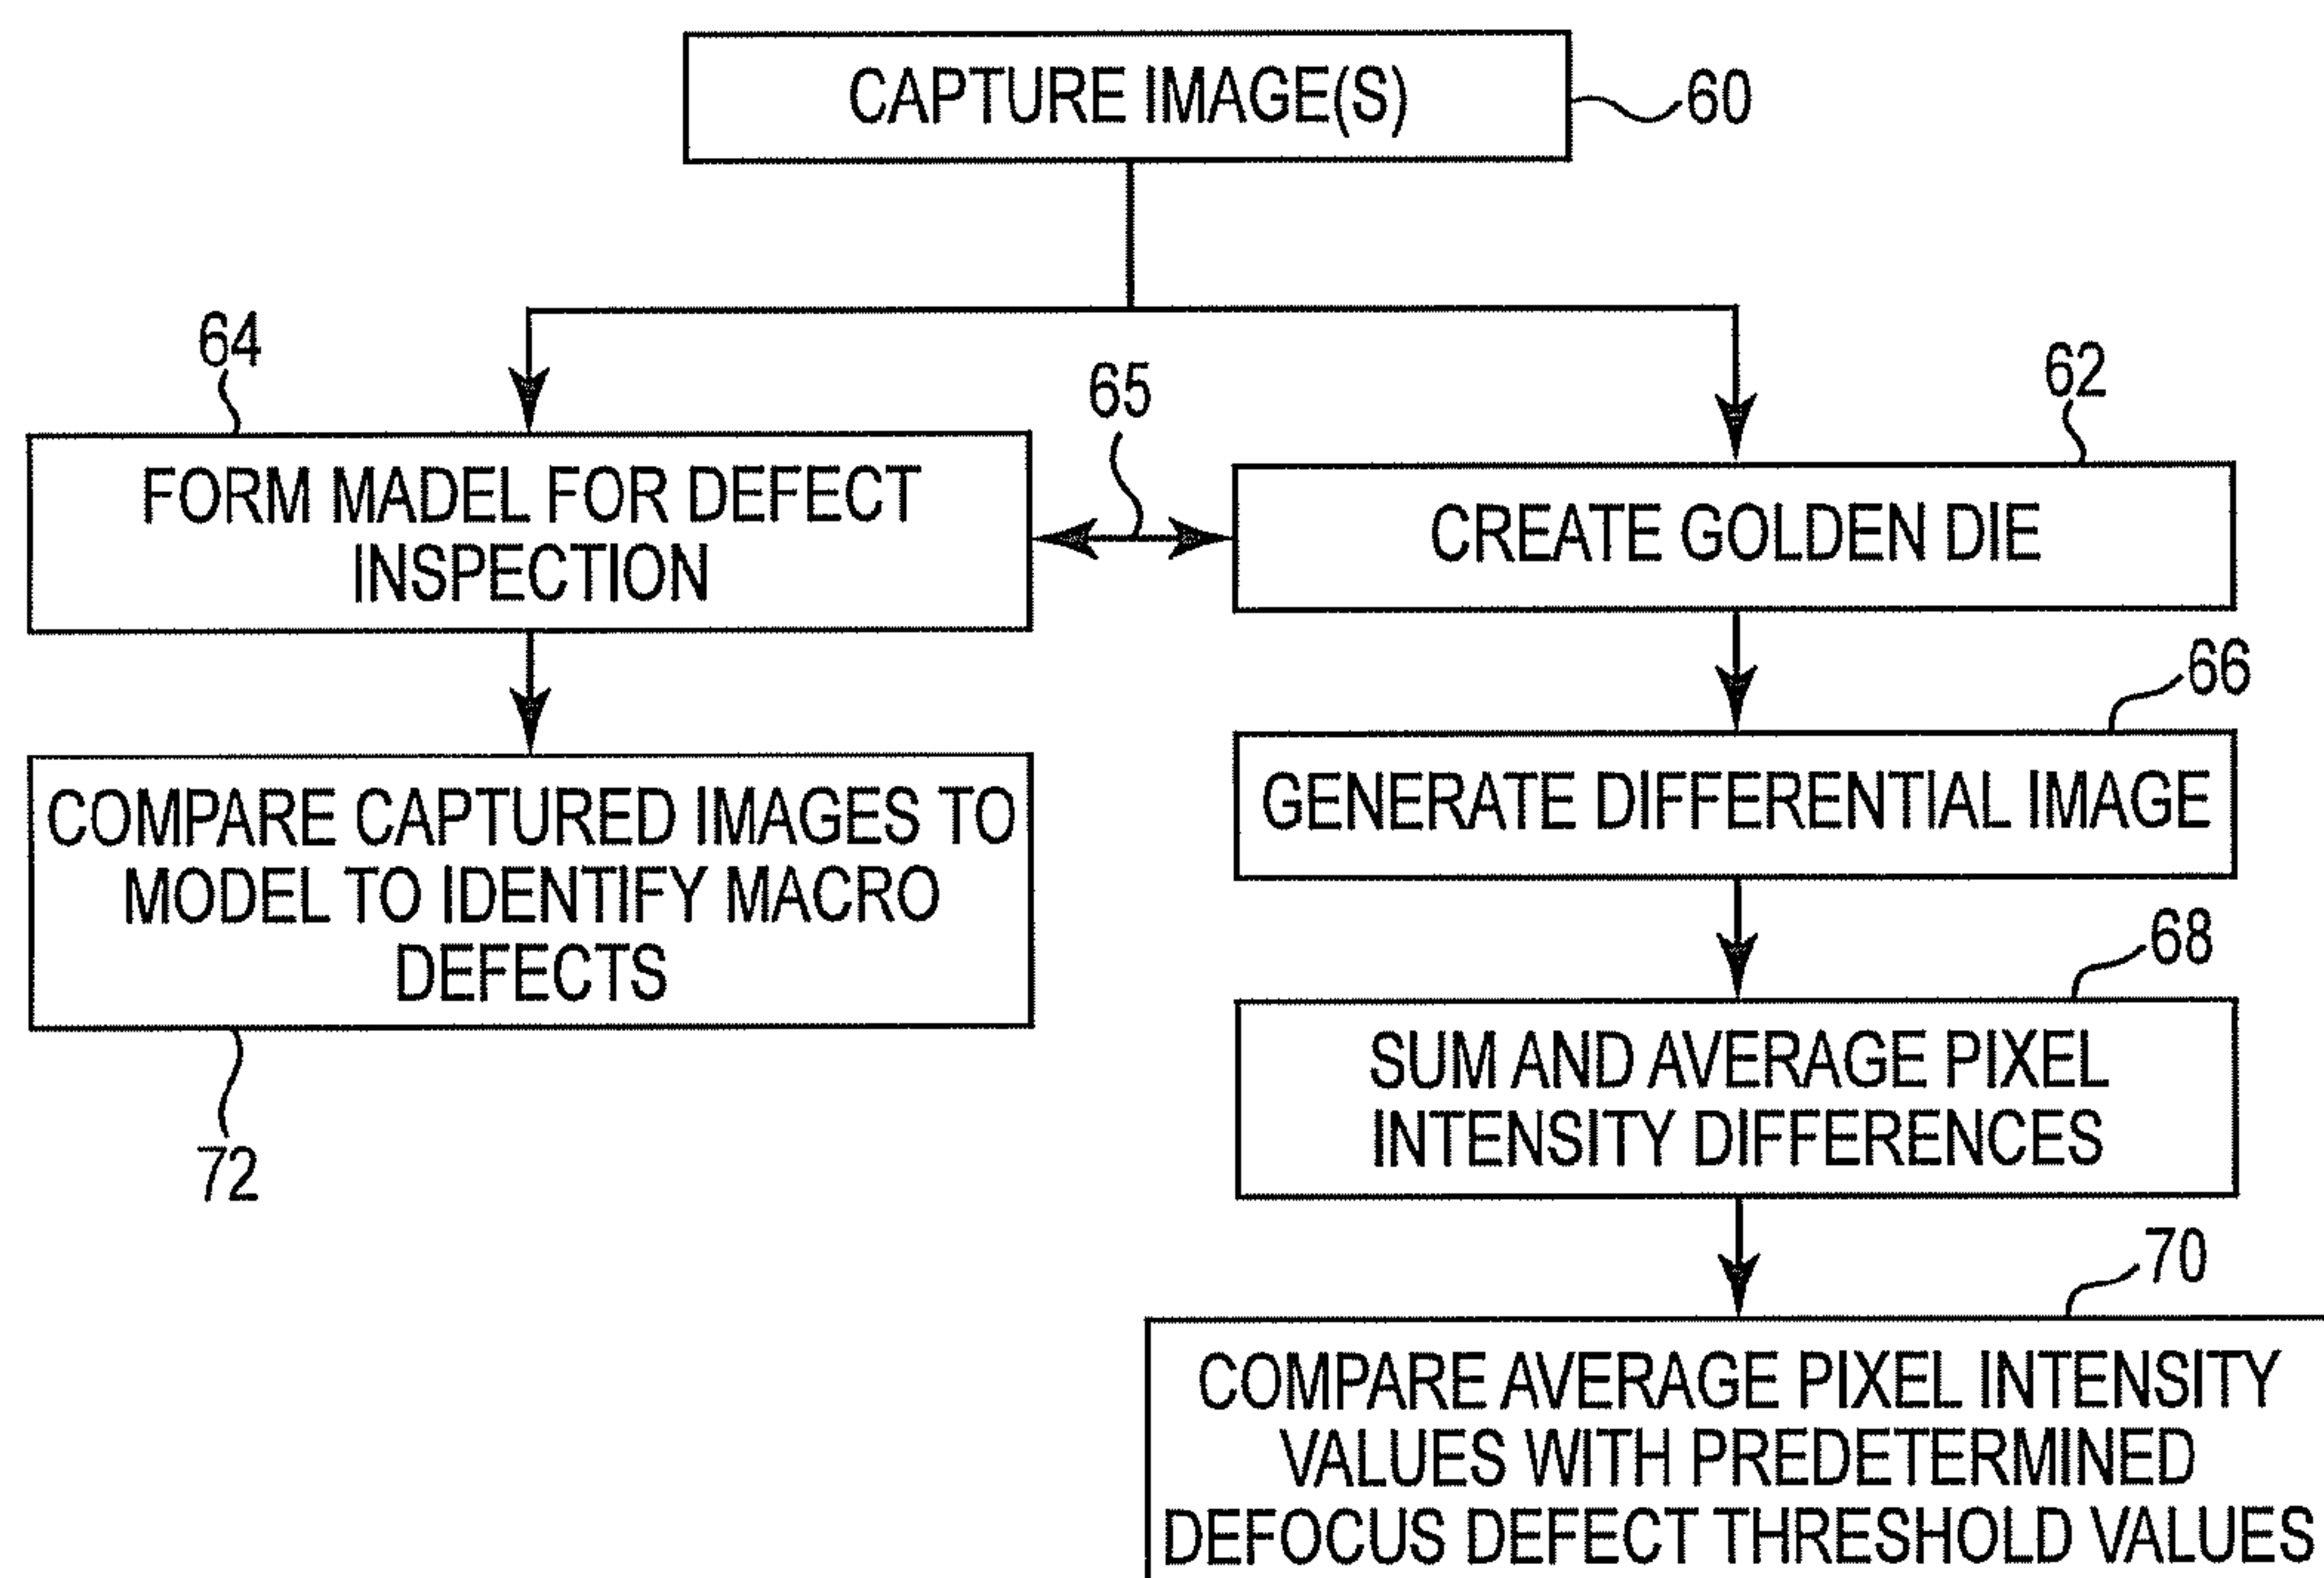 CAPTURE IMAGE(S)
60
64
65
62
FORM MADEL FOR DEFECT
INSPECTION
CREATE GOLDEN DIE
66
GENERATE DIFFERENTIAL IMAGE
COMPARE CAPTURED IMAGES TO
MODEL TO IDENTIFY MACRO
DEFECTS
72
68
SUM AND AVERAGE PIXEL
INTENSITY DIFFERENCES
70
COMPARE AVERAGE PIXEL INTENSITY
VALUES WITH PREDETERMINED
DEFOCUS DEFECT THRESHOLD VALUES